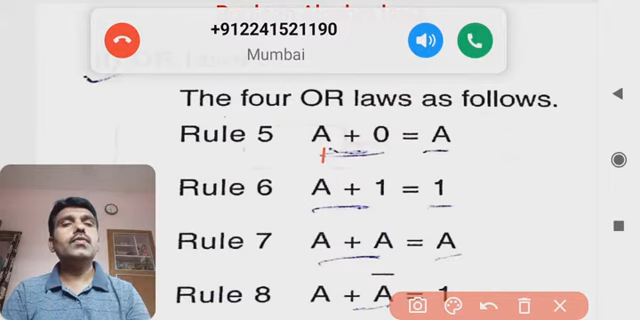 +912241521190
Mumbai
The four OR laws as follows.
Rule 5 A + 0 = A
Rule 6 A + 1 = 1
Rule 7 A + A = A
Rule 8 A + A̅ = 1